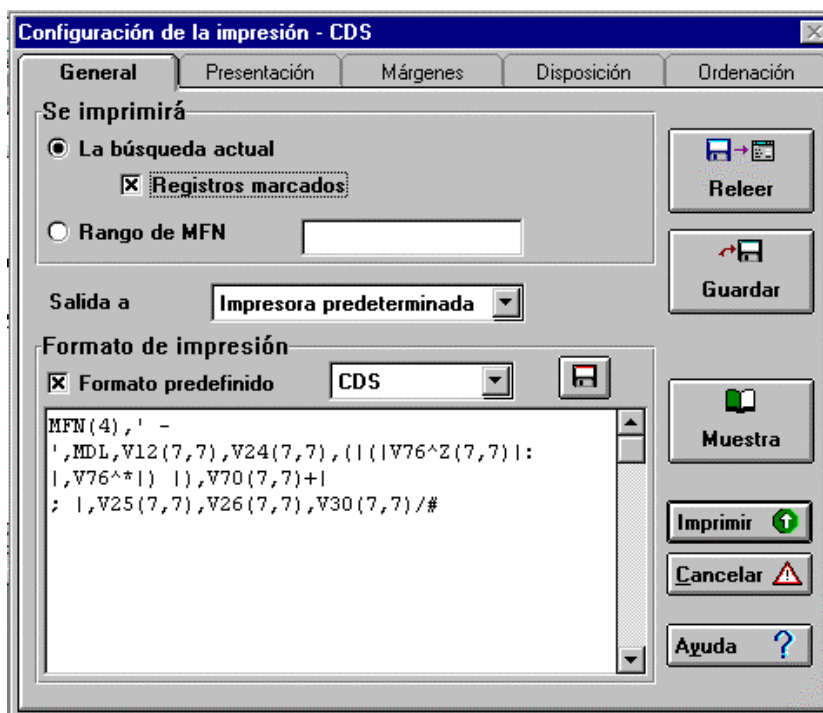 Configuración de la impresión - CDS
General Presentación Márgenes Disposición Ordenación
Se imprimirá
La búsqueda actual
Registros marcados
Rango de MFN
Releer
Guardar
Salida a Impresora predeterminada
Formato de impresión
Formato predefinido CDS
MFN(4),' -
',MDL,V12(7,7),V24(7,7),(|(|V76^Z(7,7)|:
|,V76^*|) |),V70(7,7)+|
; |,V25(7,7),V26(7,7),V30(7,7)/#
Muestra
Imprimir
Cancelar
Ayuda